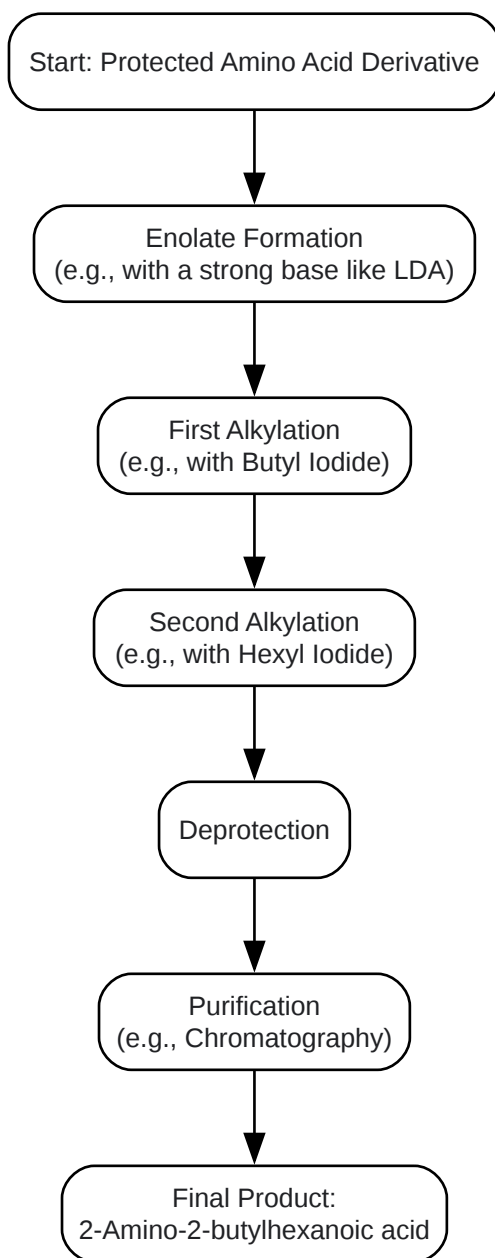 Start: Protected Amino Acid Derivative
Enolate Formation
(e.g., with a strong base like LDA)
First Alkylation
(e.g., with Butyl Iodide)
Second Alkylation
(e.g., with Hexyl Iodide)
Deprotection
Purification
(e.g., Chromatography)
Final Product:
2-Amino-2-butylhexanoic acid